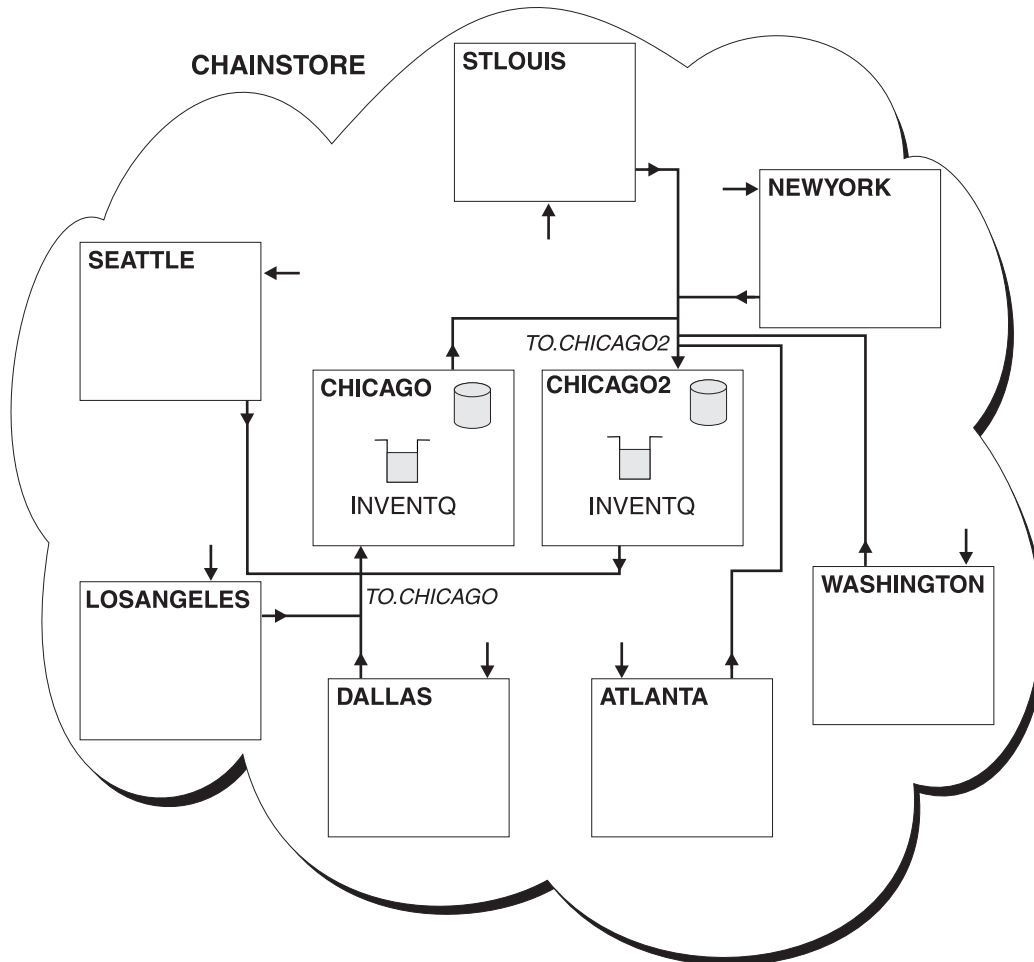 CHAINSTORE
STLOUIS
NEWYORK
SEATTLE
TO.CHICAGO2
CHICAGO
CHICAGO2
INVENTQ
INVENTQ
LOSANGELES
TO.CHICAGO
WASHINGTON
DALLAS
ATLANTA